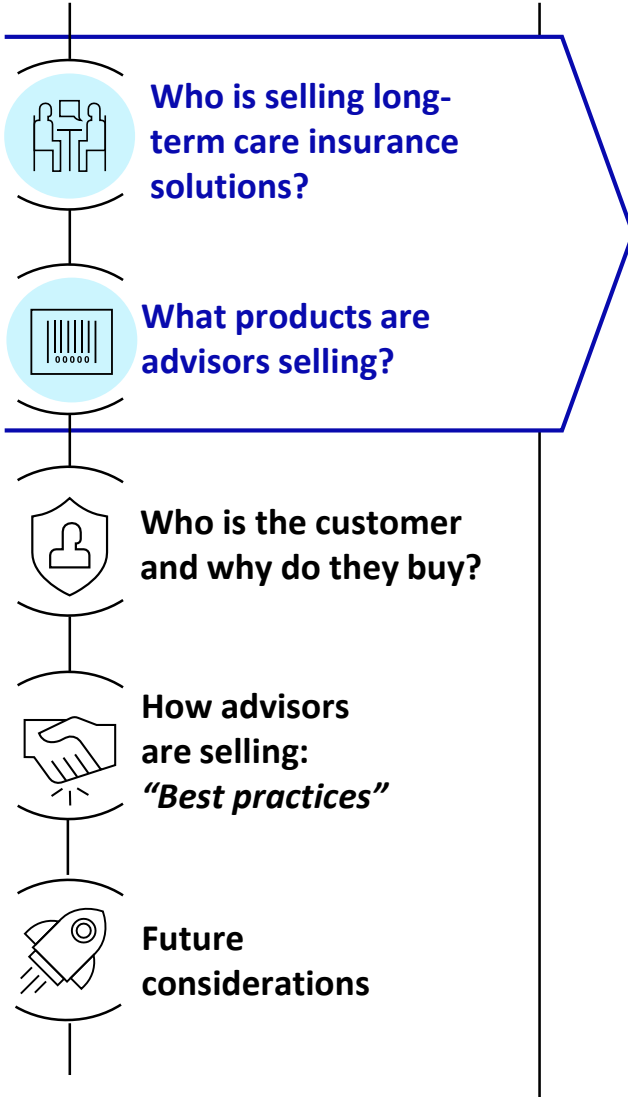 Who is selling long-
term care insurance
solutions?
What products are
advisors selling?
00000
Who is the customer
and why do they buy?
How advisors
are selling:
“Best practices”
Future
considerations